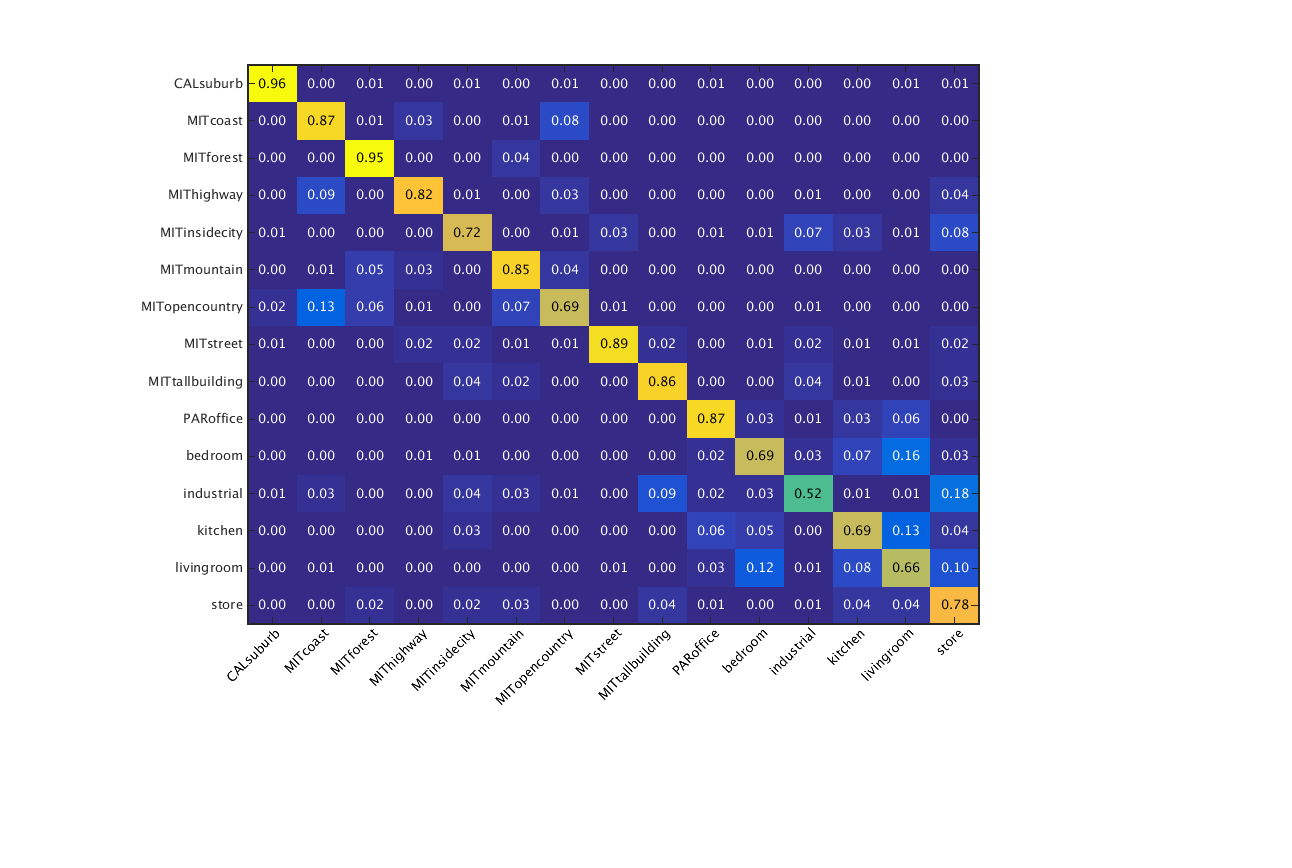 CALsuburb 0.96 0.00 0.01 0.00 0.01 0.00 0.01 0.00 0.00 0.01 0.00 0.00 0.00 0.01 0.01
MITcoast 0.00 0.87 0.01 0.03 0.00 0.01 0.08 0.00 0.00 0.00 0.00 0.00 0.00 0.00 0.00
MITforest 0.00 0.00 0.95 0.00 0.00 0.04 0.00 0.00 0.00 0.00 0.00 0.00 0.00 0.00 0.00
MIThighway 0.00 0.09 0.00 0.82 0.01 0.00 0.03 0.00 0.00 0.00 0.00 0.01 0.00 0.00 0.04
MITinsidecity 0.01 0.00 0.00 0.00 0.72 0.00 0.01 0.03 0.00 0.01 0.01 0.07 0.03 0.01 0.08
MITmountain 0.00 0.01 0.05 0.03 0.00 0.85 0.04 0.00 0.00 0.00 0.00 0.00 0.00 0.00 0.00
MITopencountry 0.02 0.13 0.06 0.01 0.00 0.07 0.69 0.01 0.00 0.00 0.00 0.01 0.00 0.00 0.00
MITstreet 0.01 0.00 0.00 0.02 0.02 0.01 0.01 0.89 0.02 0.00 0.01 0.02 0.01 0.01 0.02
MITtallbuilding 0.00 0.00 0.00 0.00 0.04 0.02 0.00 0.00 0.86 0.00 0.00 0.04 0.01 0.00 0.03
PARoffice 0.00 0.00 0.00 0.00 0.00 0.00 0.00 0.00 0.00 0.87 0.03 0.01 0.03 0.06 0.00
bedroom 0.00 0.00 0.00 0.01 0.01 0.00 0.00 0.00 0.00 0.02 0.69 0.03 0.07 0.16 0.03
industrial 0.01 0.03 0.00 0.00 0.04 0.03 0.01 0.00 0.09 0.02 0.03 0.52 0.01 0.01 0.18
kitchen 0.00 0.00 0.00 0.00 0.03 0.00 0.00 0.00 0.00 0.06 0.05 0.00 0.69 0.13 0.04
livingroom 0.00 0.01 0.00 0.00 0.00 0.00 0.00 0.01 0.00 0.03 0.12 0.01 0.08 0.66 0.10
store 0.00 0.00 0.02 0.00 0.02 0.03 0.00 0.00 0.04 0.01 0.00 0.01 0.04 0.04 0.78
CALsuburb MITcoast MITforest MIThighway MITinsidecity MITmountain MITopencountry MITstreet MITtallbuilding PARoffice bedroom industrial kitchen livingroom store